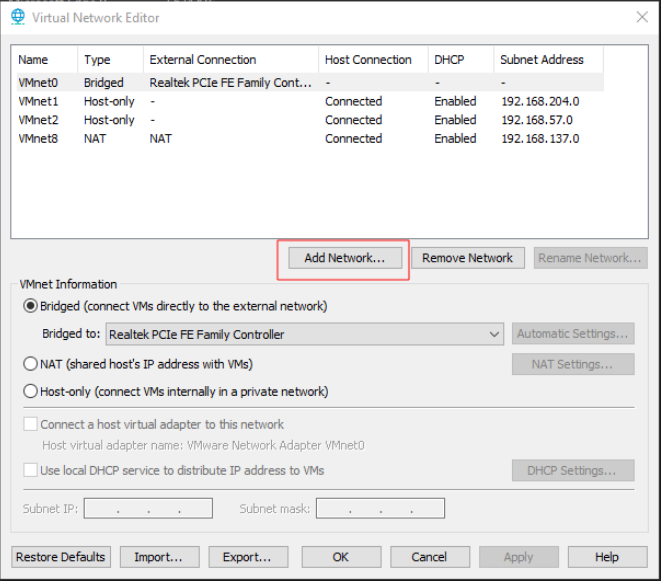 Virtual Network Editor
Name Type External Connection Host Connection DHCP Subnet Address
VMnet0 Bridged Realtek PCIe FE Family Cont... - - -
VMnet1 Host-only - Connected Enabled 192.168.204.0
VMnet2 Host-only - Connected Enabled 192.168.57.0
VMnet8 NAT NAT Connected Enabled 192.168.137.0
Add Network... Remove Network Rename Network...
VMnet Information
Bridged (connect VMs directly to the external network)
Bridged to: Realtek PCIe FE Family Controller Automatic Settings...
NAT (shared host's IP address with VMs) NAT Settings...
Host-only (connect VMs internally in a private network)
Connect a host virtual adapter to this network
Host virtual adapter name: VMware Network Adapter VMnet0
Use local DHCP service to distribute IP address to VMs DHCP Settings...
Subnet IP: . . . Subnet mask: . . .
Restore Defaults Import... Export... OK Cancel Apply Help